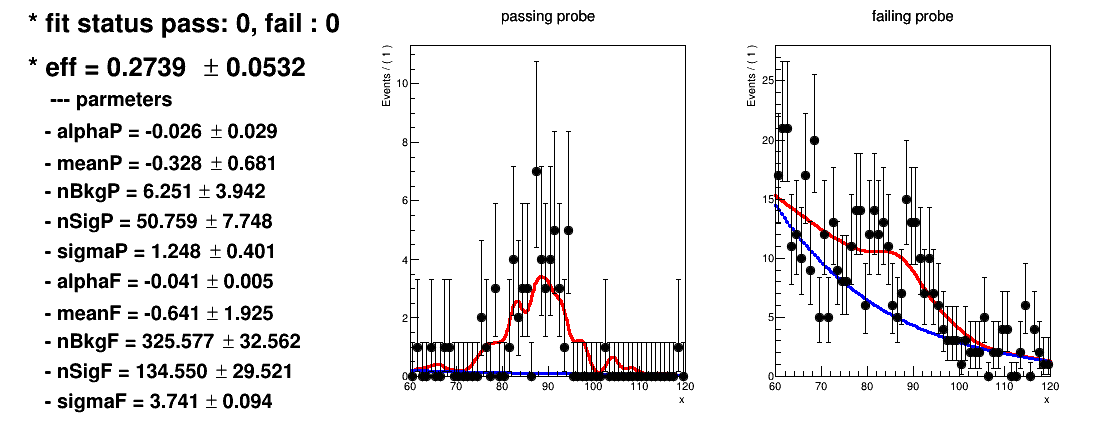 * fit status pass: 0, fail : 0
* eff = 0.2739 ± 0.0532
--- parmeters
- alphaP = -0.026 ± 0.029
- meanP = -0.328 ± 0.681
- nBkgP = 6.251 ± 3.942
- nSigP = 50.759 ± 7.748
- sigmaP = 1.248 ± 0.401
- alphaF = -0.041 ± 0.005
- meanF = -0.641 ± 1.925
- nBkgF = 325.577 ± 32.562
- nSigF = 134.550 ± 29.521
- sigmaF = 3.741 ± 0.094
passing probe
Events / ( 1 )
10
8
6
4
2
0
60 70 80 90 100 110 120
x
failing probe
Events / ( 1 )
25
20
15
10
5
0
60 70 80 90 100 110 120
x